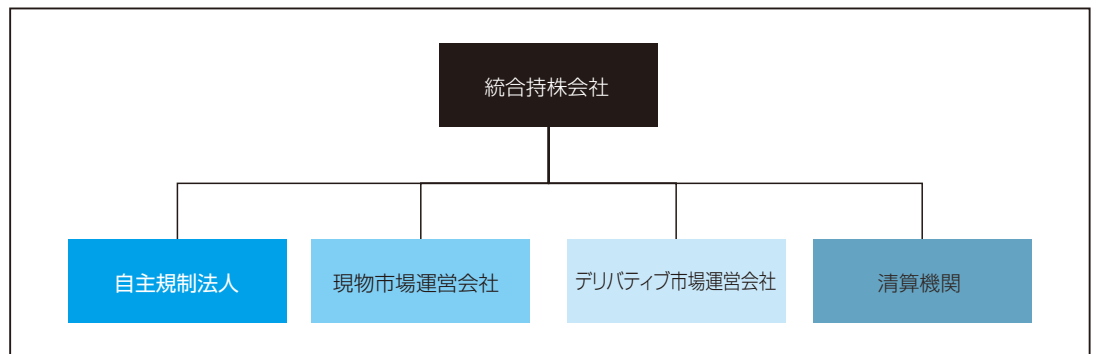 統合持株会社
自主規制法人
現物市場運営会社
デリバティブ市場運営会社
清算機関